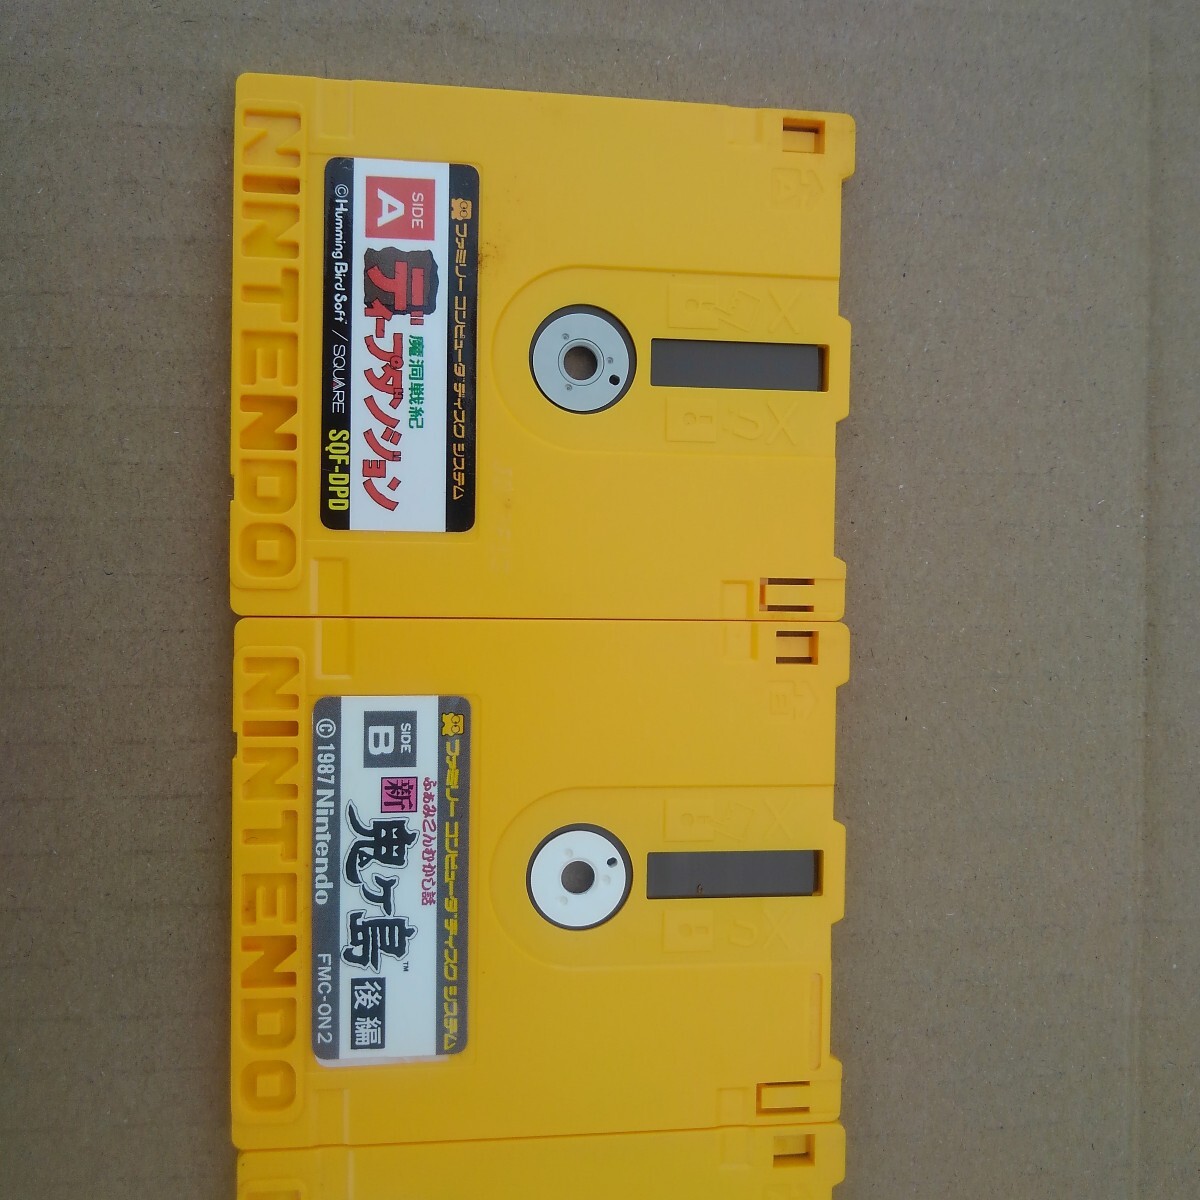 ファミリー コンピュータ ディスク システム
SIDE
A
魔洞戦紀
ディープダンジョン
©Humming Bird Soft / SQUARE SQF-DPD
NINTENDO
ファミリー コンピュータ ディスク システム
SIDE
B
ふぁみこんむかし話
新
鬼ヶ島™
後編
© 1987 Nintendo FMC-ON2
NINTENDO